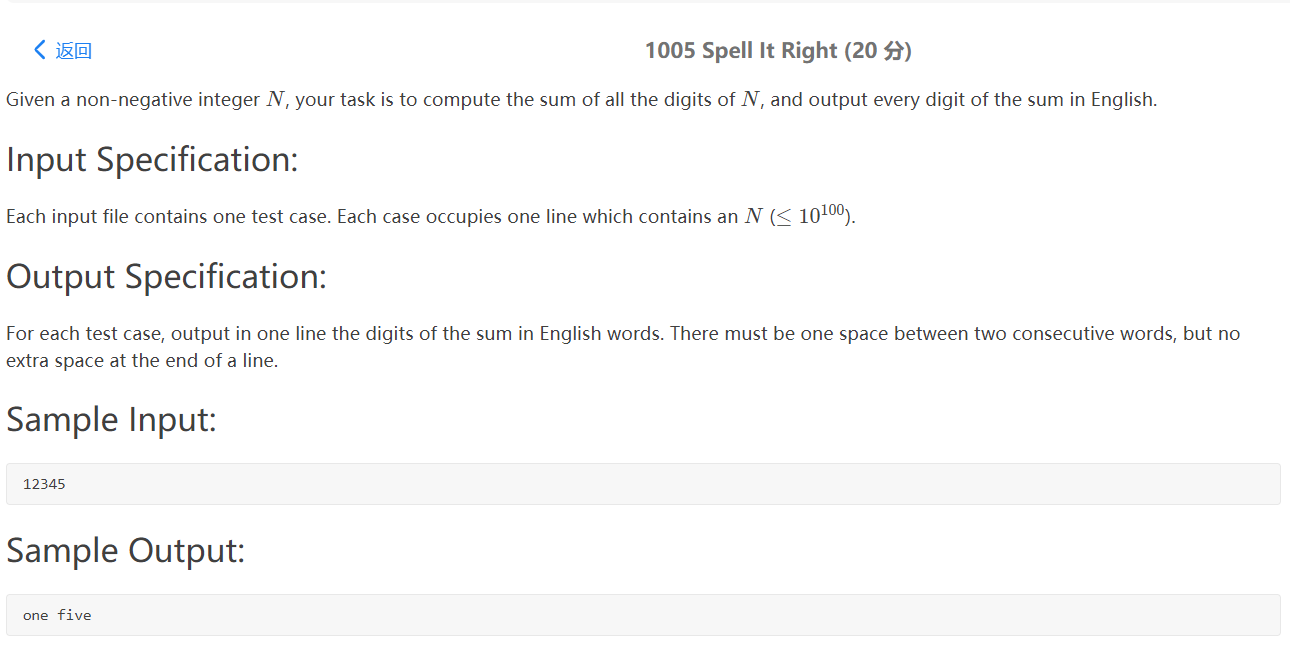 返回
1005 Spell It Right (20 分)
Given a non-negative integer N, your task is to compute the sum of all the digits of N, and output every digit of the sum in English.
Input Specification:
Each input file contains one test case. Each case occupies one line which contains an N (≤ 10^100).
Output Specification:
For each test case, output in one line the digits of the sum in English words. There must be one space between two consecutive words, but no
extra space at the end of a line.
Sample Input:
12345
Sample Output:
one five